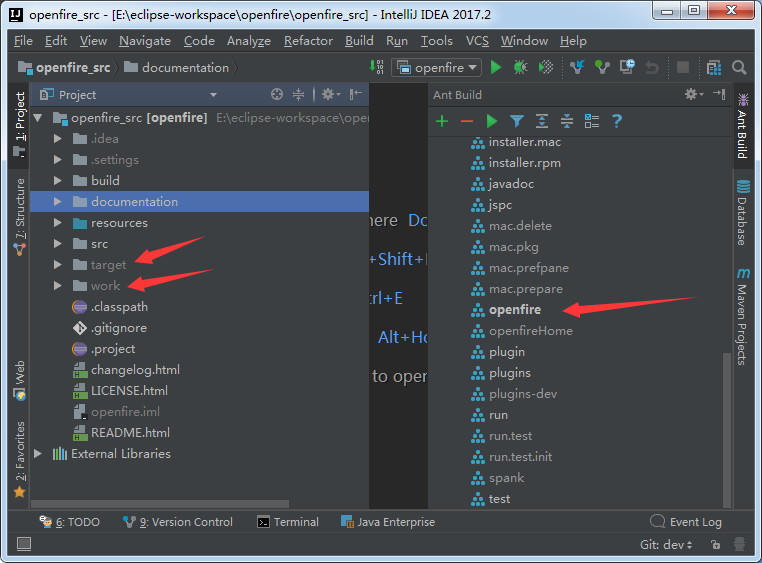 openfire_src - [E:\eclipse-workspace\openfire\openfire_src] - IntelliJ IDEA 2017.2
File Edit View Navigate Code Analyze Refactor Build Run Tools VCS Window Help
openfire_src documentation openfire
1: Project
7: Structure
Web
2: Favorites
Project
openfire_src [openfire] E:\eclipse-workspace\open
.idea
.settings
build
documentation
resources
src
target
work
.classpath
.gitignore
.project
changelog.html
LICENSE.html
openfire.iml
README.html
External Libraries
here Do
+Shift+
rl+E
Alt+Ho
to open
Ant Build
installer.mac
installer.rpm
javadoc
jspc
mac.delete
mac.pkg
mac.prefpane
mac.prepare
openfire
openfireHome
plugin
plugins
plugins-dev
run
run.test
run.test.init
spank
test
Ant Build
Database
Maven Projects
6: TODO 9: Version Control Terminal Java Enterprise Event Log
Git: dev